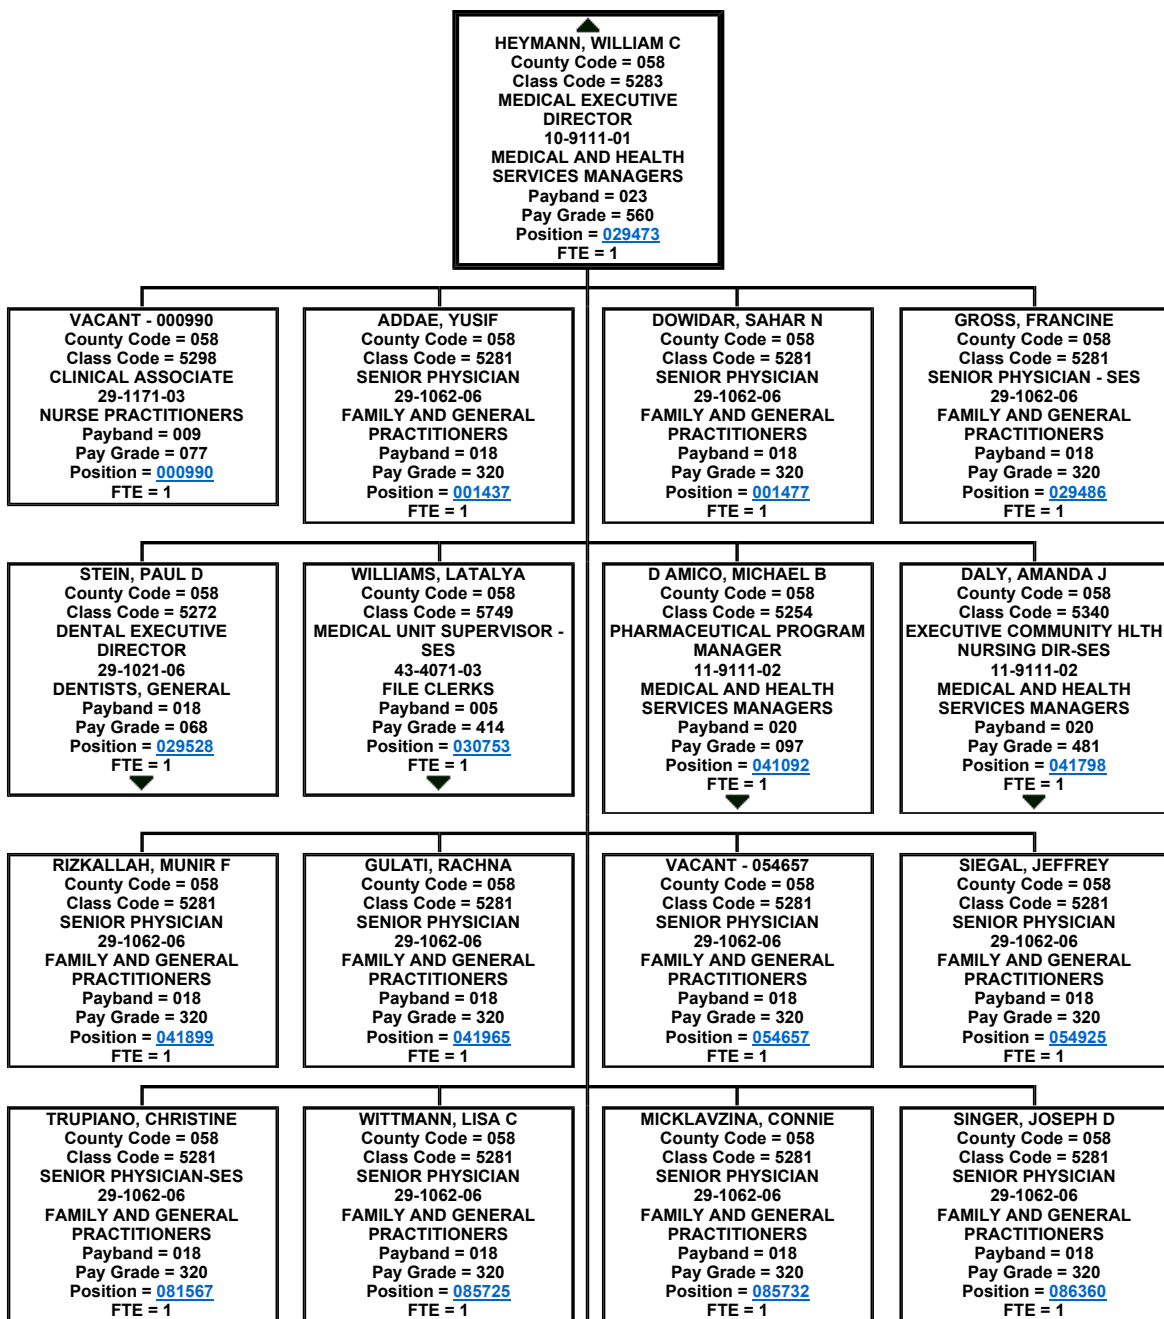 HEYMANN, WILLIAM C
County Code = 058
Class Code = 5283
MEDICAL EXECUTIVE
DIRECTOR
10-9111-01
MEDICAL AND HEALTH
SERVICES MANAGERS
Payband = 023
Pay Grade = 560
Position = 029473
FTE = 1
VACANT - 000990
County Code = 058
Class Code = 5298
CLINICAL ASSOCIATE
29-1171-03
NURSE PRACTITIONERS
Payband = 009
Pay Grade = 077
Position = 000990
FTE = 1
ADDAE, YUSIF
County Code = 058
Class Code = 5281
SENIOR PHYSICIAN
29-1062-06
FAMILY AND GENERAL
PRACTITIONERS
Payband = 018
Pay Grade = 320
Position = 001437
FTE = 1
DOWIDAR, SAHAR N
County Code = 058
Class Code = 5281
SENIOR PHYSICIAN
29-1062-06
FAMILY AND GENERAL
PRACTITIONERS
Payband = 018
Pay Grade = 320
Position = 001477
FTE = 1
GROSS, FRANCINE
County Code = 058
Class Code = 5281
SENIOR PHYSICIAN - SES
29-1062-06
FAMILY AND GENERAL
PRACTITIONERS
Payband = 018
Pay Grade = 320
Position = 029486
FTE = 1
STEIN, PAUL D
County Code = 058
Class Code = 5272
DENTAL EXECUTIVE
DIRECTOR
29-1021-06
DENTISTS, GENERAL
Payband = 018
Pay Grade = 068
Position = 029528
FTE = 1
WILLIAMS, LATALYA
County Code = 058
Class Code = 5749
MEDICAL UNIT SUPERVISOR -
SES
43-4071-03
FILE CLERKS
Payband = 005
Pay Grade = 414
Position = 030753
FTE = 1
D AMICO, MICHAEL B
County Code = 058
Class Code = 5254
PHARMACEUTICAL PROGRAM
MANAGER
11-9111-02
MEDICAL AND HEALTH
SERVICES MANAGERS
Payband = 020
Pay Grade = 097
Position = 041092
FTE = 1
DALY, AMANDA J
County Code = 058
Class Code = 5340
EXECUTIVE COMMUNITY HLTH
NURSING DIR-SES
11-9111-02
MEDICAL AND HEALTH
SERVICES MANAGERS
Payband = 020
Pay Grade = 481
Position = 041798
FTE = 1
RIZKALLAH, MUNIR F
County Code = 058
Class Code = 5281
SENIOR PHYSICIAN
29-1062-06
FAMILY AND GENERAL
PRACTITIONERS
Payband = 018
Pay Grade = 320
Position = 041899
FTE = 1
GULATI, RACHNA
County Code = 058
Class Code = 5281
SENIOR PHYSICIAN
29-1062-06
FAMILY AND GENERAL
PRACTITIONERS
Payband = 018
Pay Grade = 320
Position = 041965
FTE = 1
VACANT - 054657
County Code = 058
Class Code = 5281
SENIOR PHYSICIAN
29-1062-06
FAMILY AND GENERAL
PRACTITIONERS
Payband = 018
Pay Grade = 320
Position = 054657
FTE = 1
SIEGAL, JEFFREY
County Code = 058
Class Code = 5281
SENIOR PHYSICIAN
29-1062-06
FAMILY AND GENERAL
PRACTITIONERS
Payband = 018
Pay Grade = 320
Position = 054925
FTE = 1
TRUPIANO, CHRISTINE
County Code = 058
Class Code = 5281
SENIOR PHYSICIAN-SES
29-1062-06
FAMILY AND GENERAL
PRACTITIONERS
Payband = 018
Pay Grade = 320
Position = 081567
FTE = 1
WITTMANN, LISA C
County Code = 058
Class Code = 5281
SENIOR PHYSICIAN
29-1062-06
FAMILY AND GENERAL
PRACTITIONERS
Payband = 018
Pay Grade = 320
Position = 085725
FTE = 1
MICKLAVZINA, CONNIE
County Code = 058
Class Code = 5281
SENIOR PHYSICIAN
29-1062-06
FAMILY AND GENERAL
PRACTITIONERS
Payband = 018
Pay Grade = 320
Position = 085732
FTE = 1
SINGER, JOSEPH D
County Code = 058
Class Code = 5281
SENIOR PHYSICIAN
29-1062-06
FAMILY AND GENERAL
PRACTITIONERS
Payband = 018
Pay Grade = 320
Position = 086360
FTE = 1